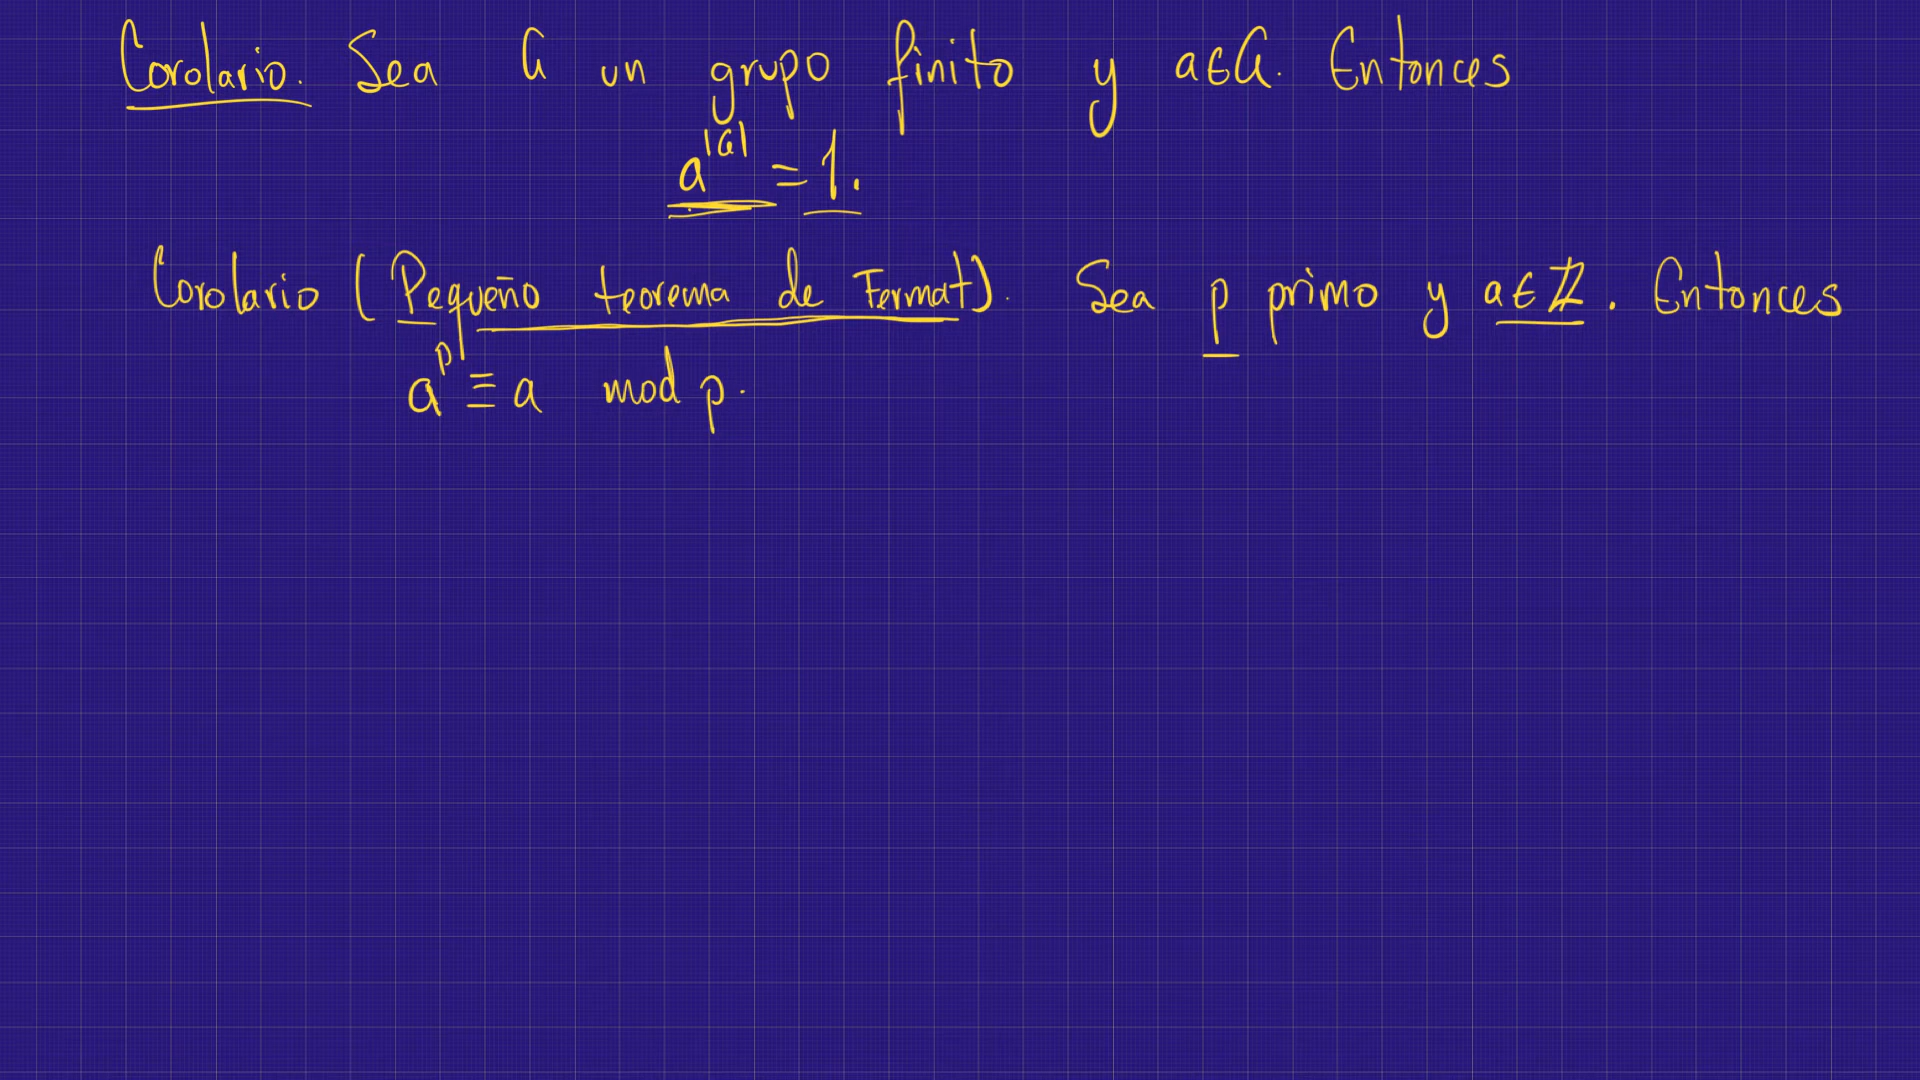 Corolario. Sea G un grupo finito y a∈G. Entonces
a^|G| = 1.
Corolario (Pequeño teorema de Fermat). Sea p primo y a∈ℤ. Entonces
a^p ≡ a mod p.